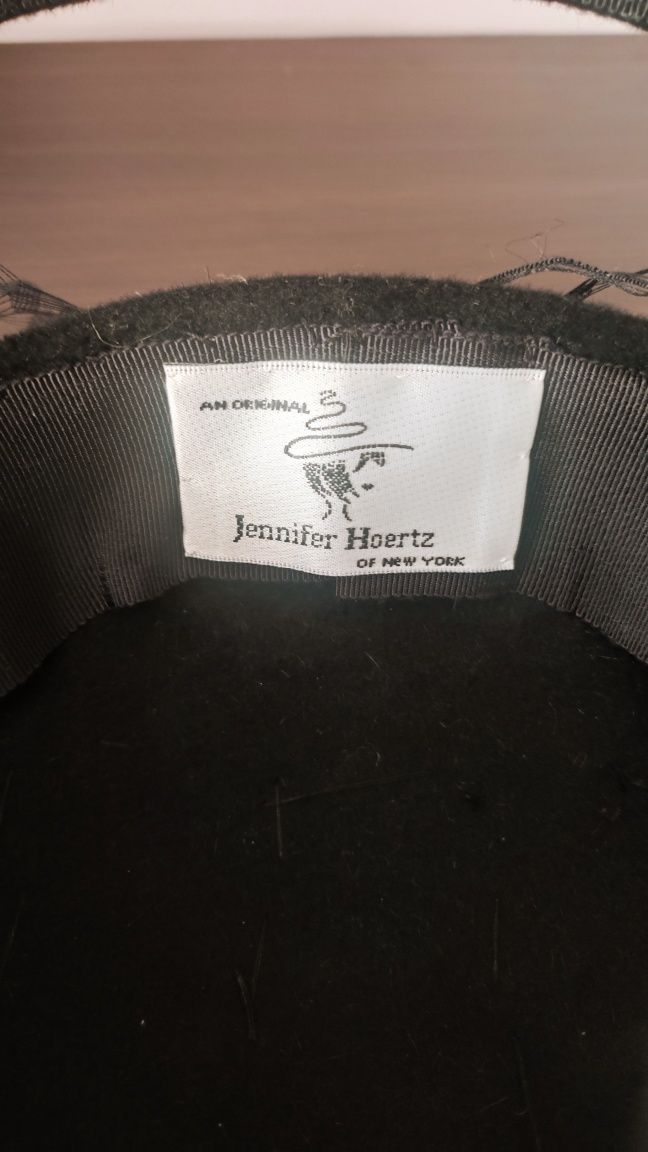 AN ORIGINAL
Jennifer Hoertz
OF NEW YORK